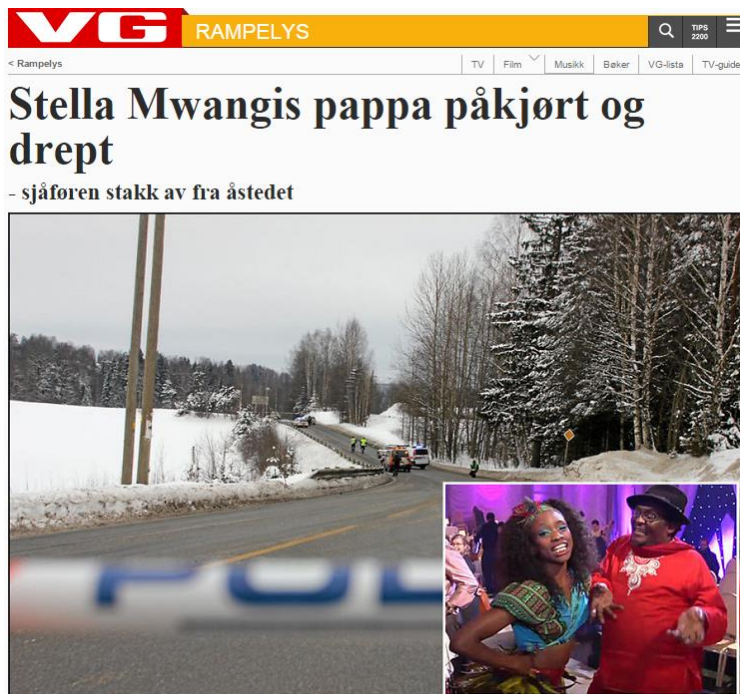 VG
RAMPELYS
TIPS
2200
< Rampelys
TV
Film
Musikk
Bøker
VG-lista
TV-guide
Stella Mwangis pappa påkjørt og
drept
- sjåføren stakk av fra åstedet